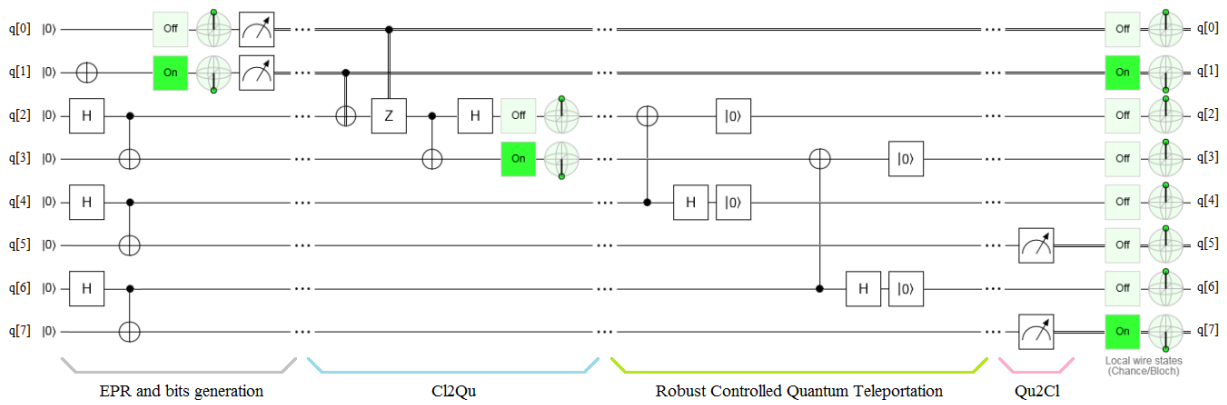 q[0] |0⟩ Off ... ... ... Off q[0]
q[1] |0⟩ On ... ... ... On q[1]
q[2] |0⟩ H ... Z H Off ... |0⟩ ... Off q[2]
q[3] |0⟩ ... On ... |0⟩ ... Off q[3]
q[4] |0⟩ H ... ... H |0⟩ ... Off q[4]
q[5] |0⟩ ... ... ... Off q[5]
q[6] |0⟩ H ... ... H |0⟩ ... Off q[6]
q[7] |0⟩ ... ... ... On q[7]
Local wire states
(Chance/Bloch)
EPR and bits generation Cl2Qu Robust Controlled Quantum Teleportation Qu2Cl